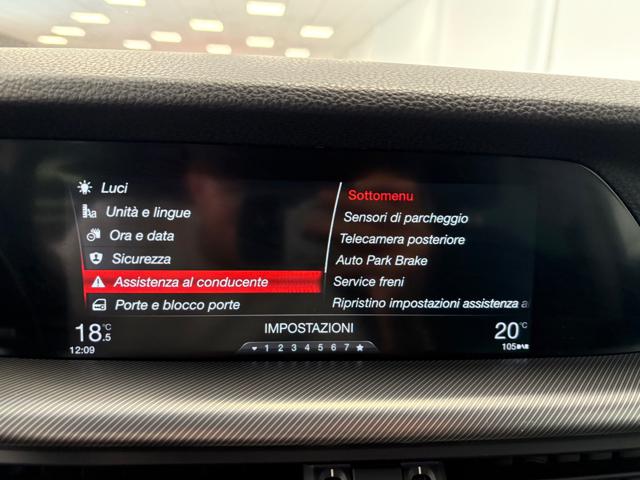 Luci
Unità e lingue
Ora e data
Sicurezza
Assistenza al conducente
Porte e blocco porte
Sottomenu
Sensori di parcheggio
Telecamera posteriore
Auto Park Brake
Service freni
Ripristino impostazioni assistenza a
18.5 °C
12:09
IMPOSTAZIONI
1 2 3 4 5 6 7
20 °C
105